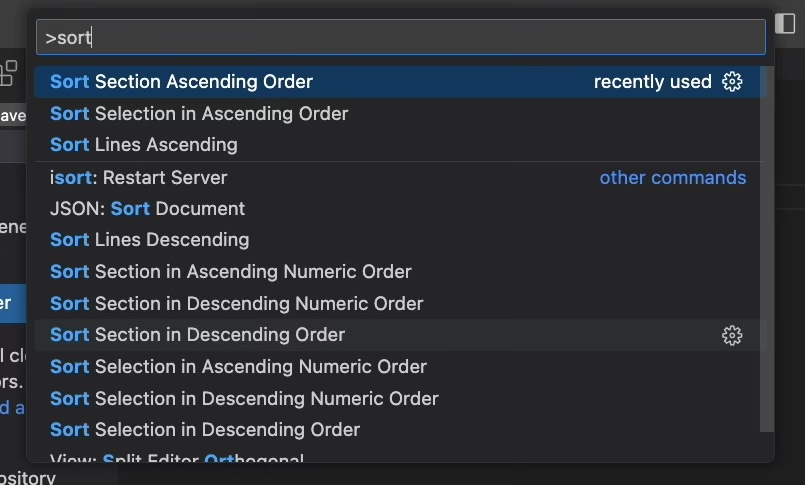 >sort
Sort Section Ascending Order recently used
ave
Sort Selection in Ascending Order
Sort Lines Ascending
isort: Restart Server other commands
JSON: Sort Document
ene
Sort Lines Descending
Sort Section in Ascending Numeric Order
er
Sort Section in Descending Numeric Order
Sort Section in Descending Order
l cl
Sort Selection in Ascending Numeric Order
ors.
Sort Selection in Descending Numeric Order
d a
Sort Selection in Descending Order
View: Split Editor Orthogonal
ository